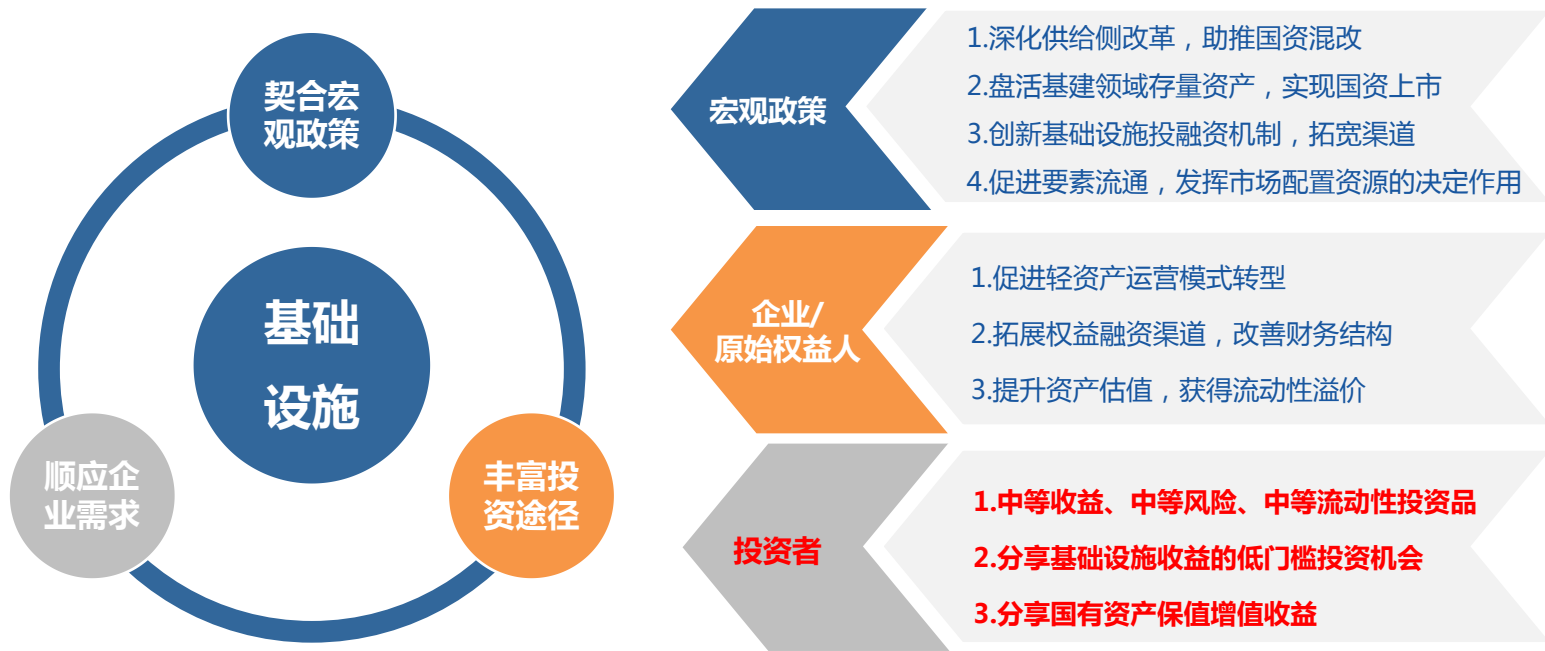 契合宏
观政策
基础
设施
顺应企
业需求
丰富投
资途径
宏观政策
1.深化供给侧改革，助推国资混改
2.盘活基建领域存量资产，实现国资上市
3.创新基础设施投融资机制，拓宽渠道
4.促进要素流通，发挥市场配置资源的决定作用
企业/
原始权益人
1.促进轻资产运营模式转型
2.拓展权益融资渠道，改善财务结构
3.提升资产估值，获得流动性溢价
投资者
1.中等收益、中等风险、中等流动性投资品
2.分享基础设施收益的低门槛投资机会
3.分享国有资产保值增值收益